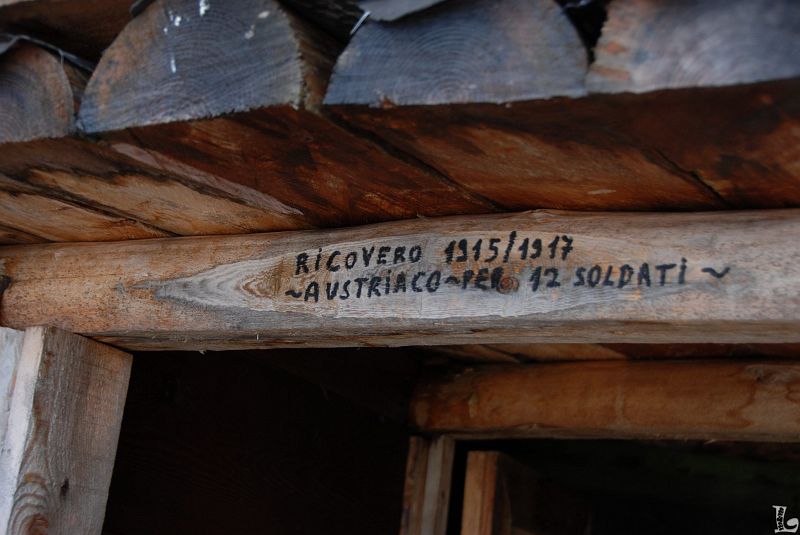 RiCOVERO 1915/1917
~AUSTRiACO~PER 12 SOLDATi~
L